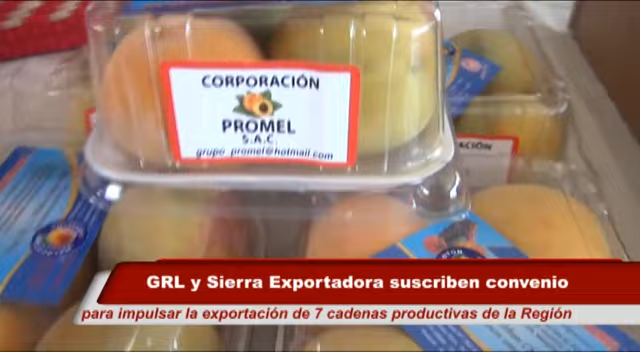 CORPORACIÓN
PROMEL
S.A.C.
grupo_promel@hotmail.com
ACIÓN
GRL y Sierra Exportadora suscriben convenio
para impulsar la exportación de 7 cadenas productivas de la Región